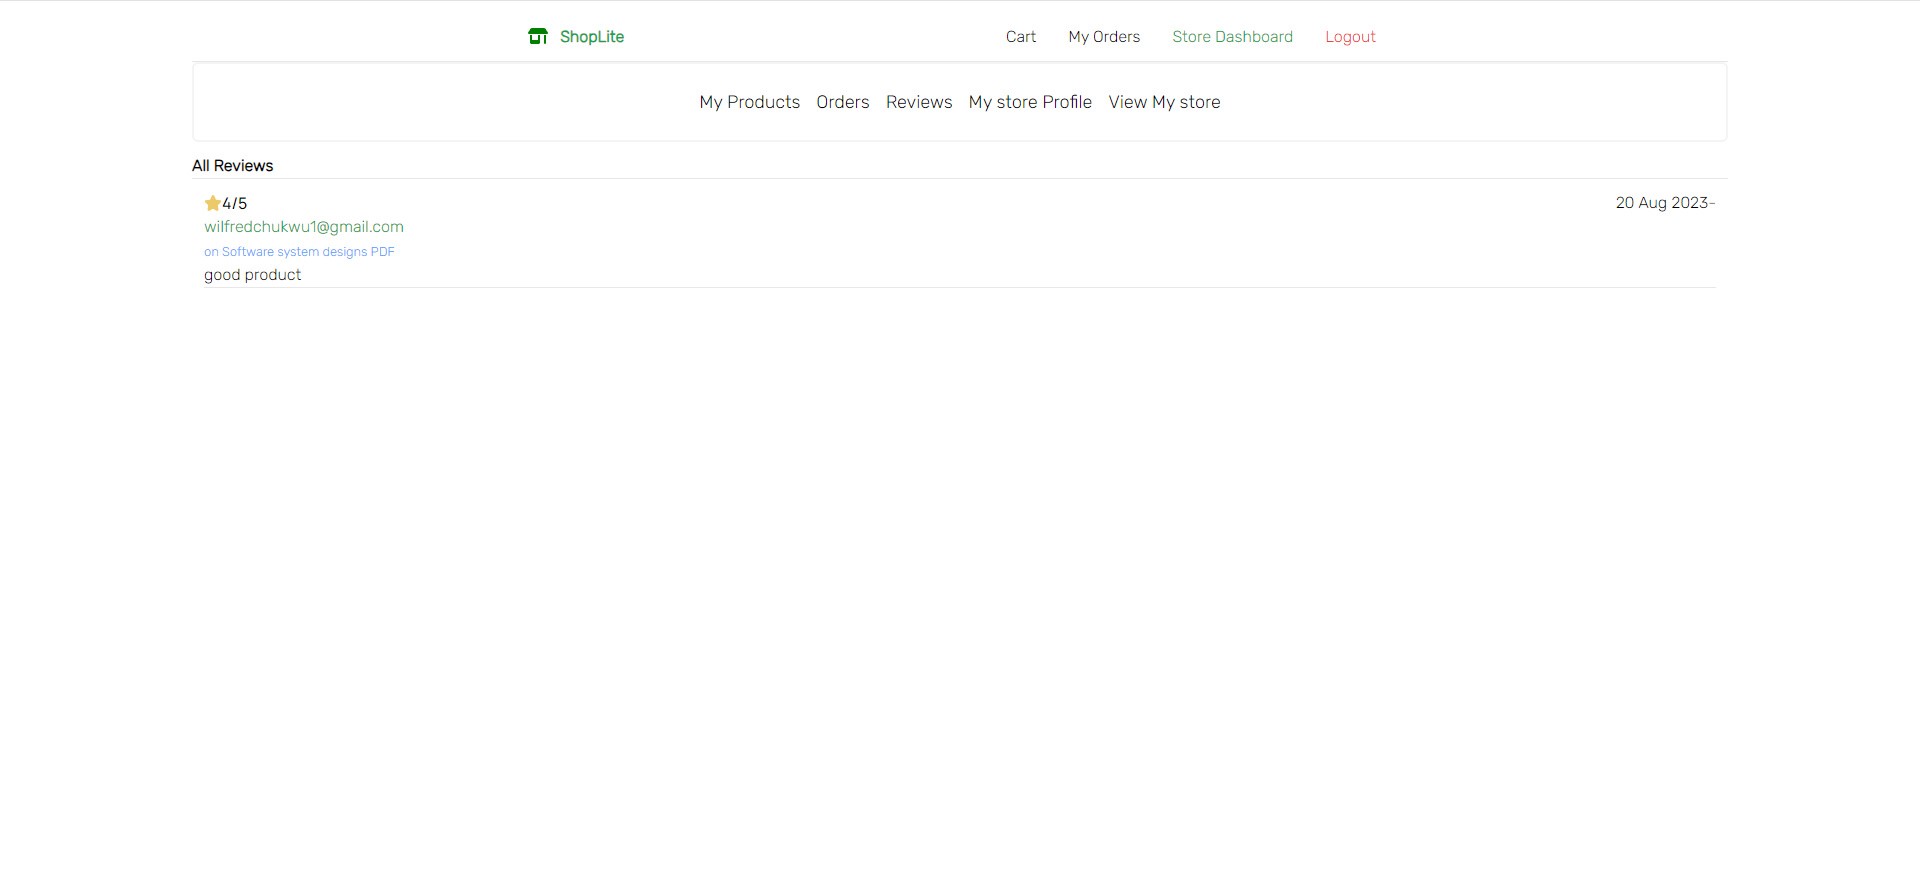 ShopLite Cart My Orders Store Dashboard Logout
My Products Orders Reviews My store Profile View My store
All Reviews
4/5 20 Aug 2023-
wilfredchukwu1@gmail.com
on Software system designs PDF
good product